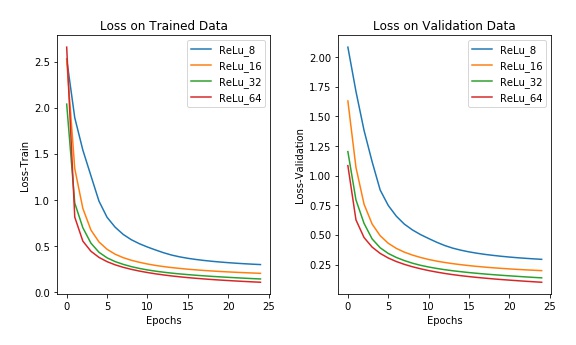 Loss on Trained Data
Loss-Train
2.5
2.0
1.5
1.0
0.5
0.0
0 5 10 15 20 25
Epochs
ReLu_8
ReLu_16
ReLu_32
ReLu_64
Loss on Validation Data
Loss-Validation
2.00
1.75
1.50
1.25
1.00
0.75
0.50
0.25
0 5 10 15 20 25
Epochs
ReLu_8
ReLu_16
ReLu_32
ReLu_64